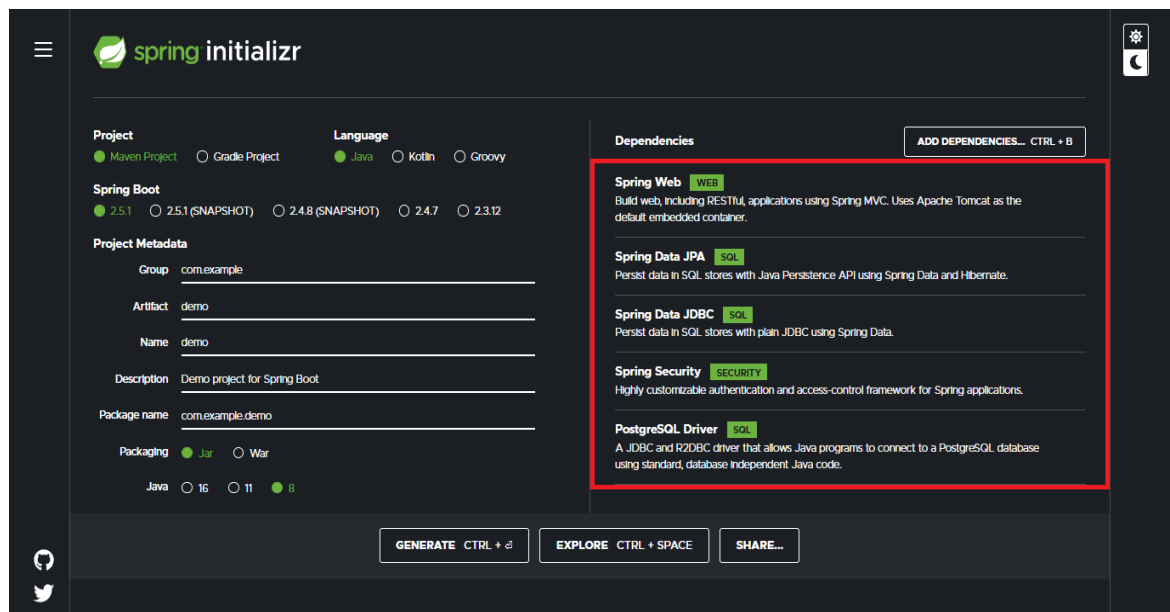 spring initializr
Project
Maven Project Gradle Project
Language
Java Kotlin Groovy
Spring Boot
2.5.1 2.5.1 (SNAPSHOT) 2.4.8 (SNAPSHOT) 2.4.7 2.3.12
Project Metadata
Group com.example
Artifact demo
Name demo
Description Demo project for Spring Boot
Package name com.example.demo
Packaging Jar War
Java 16 11 8
Dependencies
ADD DEPENDENCIES... CTRL + B
Spring Web WEB
Build web, including RESTful, applications using Spring MVC. Uses Apache Tomcat as the
default embedded container.
Spring Data JPA SQL
Persist data in SQL stores with Java Persistence API using Spring Data and Hibernate.
Spring Data JDBC SQL
Persist data in SQL stores with plain JDBC using Spring Data.
Spring Security SECURITY
Highly customizable authentication and access-control framework for Spring applications.
PostgreSQL Driver SQL
A JDBC and R2DBC driver that allows Java programs to connect to a PostgreSQL database
using standard, database independent Java code.
GENERATE CTRL + ⏎
EXPLORE CTRL + SPACE
SHARE...